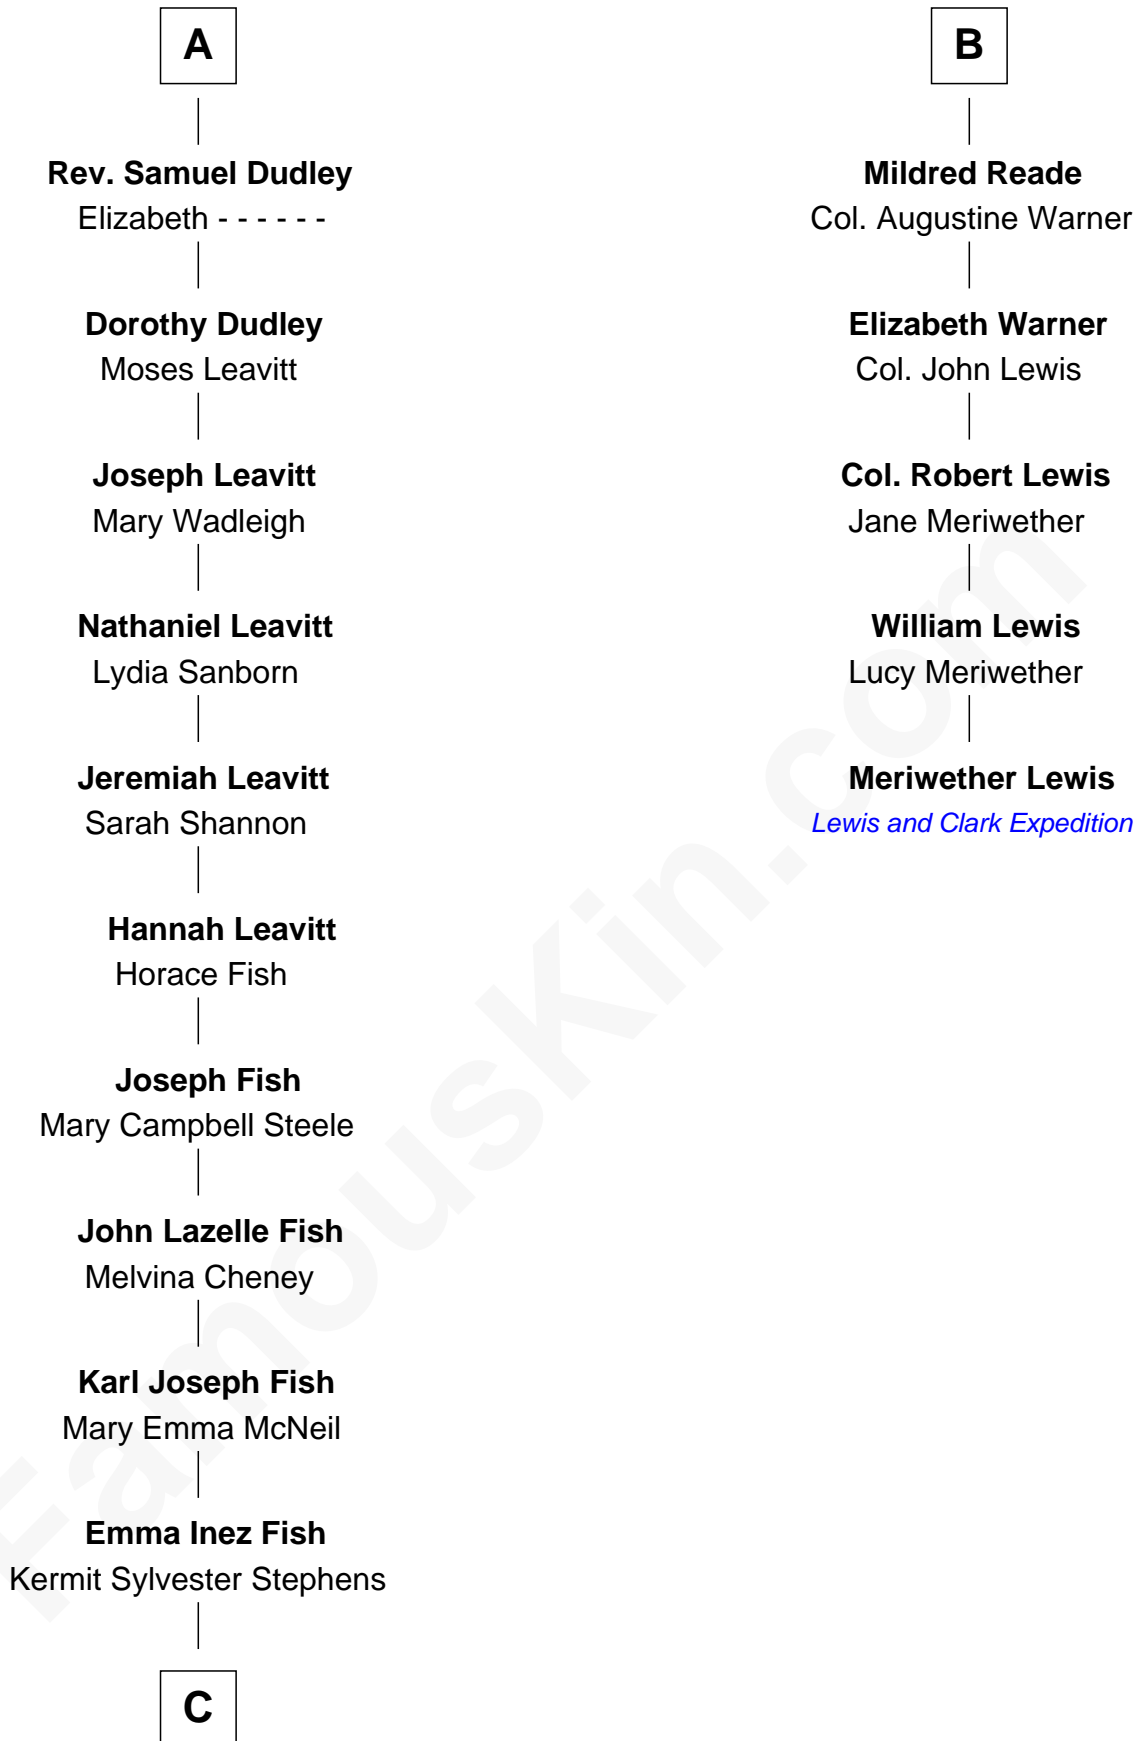 A
Rev. Samuel Dudley
Elizabeth - - - - - -
Dorothy Dudley
Moses Leavitt
Joseph Leavitt
Mary Wadleigh
Nathaniel Leavitt
Lydia Sanborn
Jeremiah Leavitt
Sarah Shannon
Hannah Leavitt
Horace Fish
Joseph Fish
Mary Campbell Steele
John Lazelle Fish
Melvina Cheney
Karl Joseph Fish
Mary Emma McNeil
Emma Inez Fish
Kermit Sylvester Stephens
C
B
Mildred Reade
Col. Augustine Warner
Elizabeth Warner
Col. John Lewis
Col. Robert Lewis
Jane Meriwether
William Lewis
Lucy Meriwether
Meriwether Lewis
Lewis and Clark Expedition
FamousKin.com